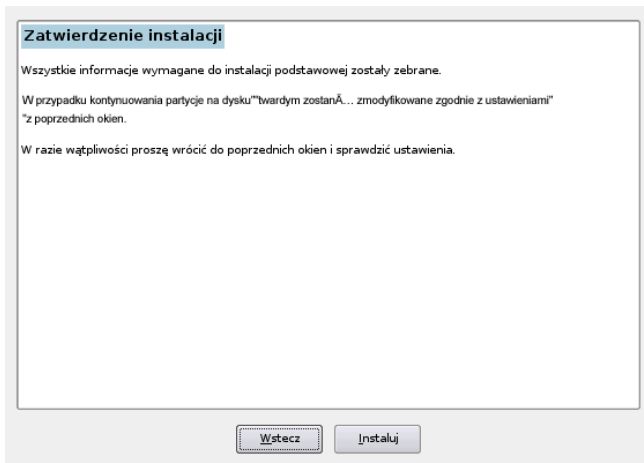 Zatwierdzenie instalacji
Wszystkie informacje wymagane do instalacji podstawowej zostały zebrane.
W przypadku kontynuowania partycje na dysku""twardym zostanÄ… zmodyfikowane zgodnie z ustawieniami"
"z poprzednich okien.
W razie wątpliwości proszę wrócić do poprzednich okien i sprawdzić ustawienia.
Wstecz
Instaluj